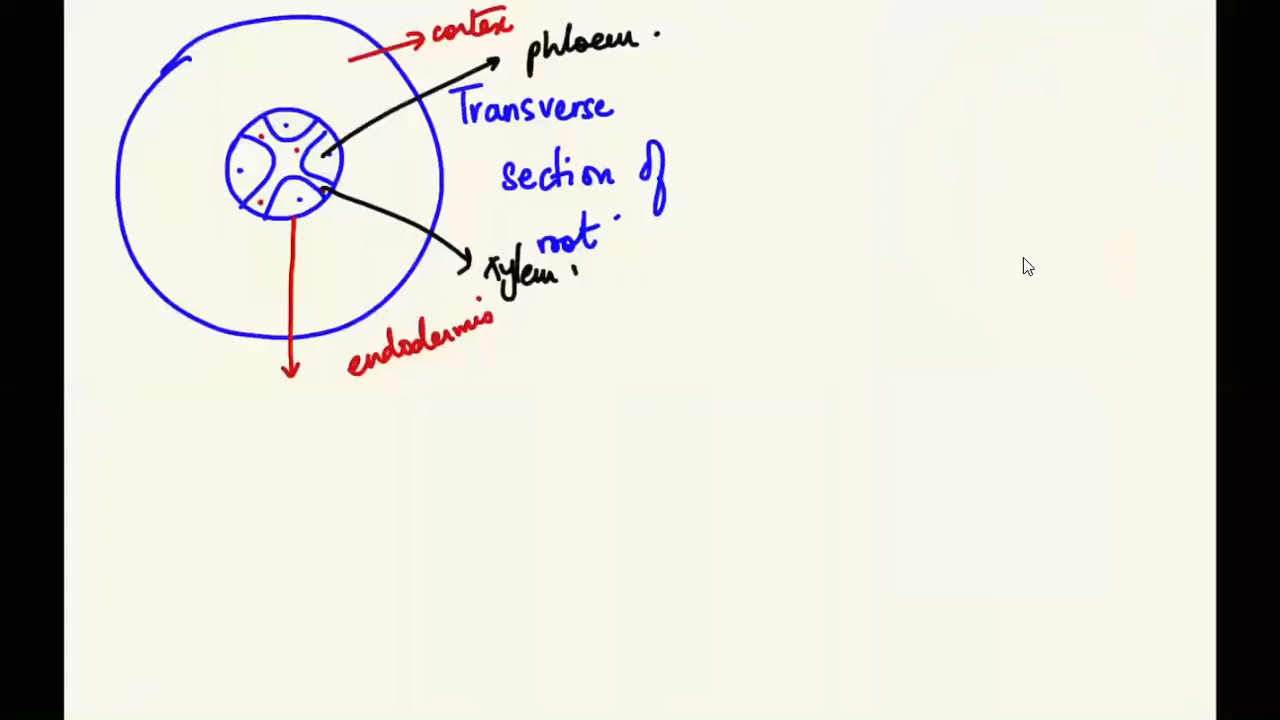 cortex
phloem .
Transverse
section of
root
xylem
endodermis